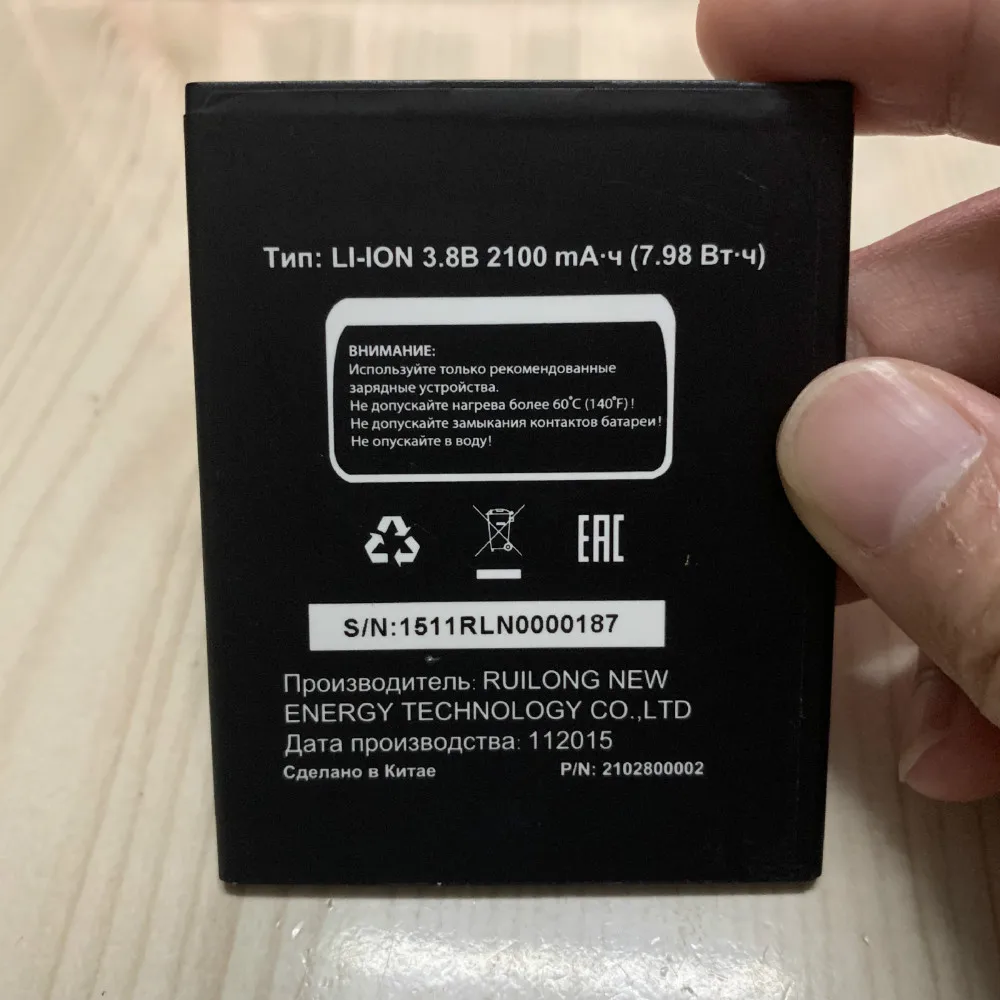 Тип: LI-ION 3.8В 2100 mА·ч (7.98 Вт·ч)
ВНИМАНИЕ:
Используйте только рекомендованные
зарядные устройства.
Не допускайте нагрева более 60°C (140°F) !
Не допускайте замыкания контактов батареи!
Не опускайте в воду!
EAC
S/N:1511RLN0000187
Производитель: RUILONG NEW
ENERGY TECHNOLOGY CO.,LTD
Дата производства: 112015
Сделано в Китае P/N: 2102800002